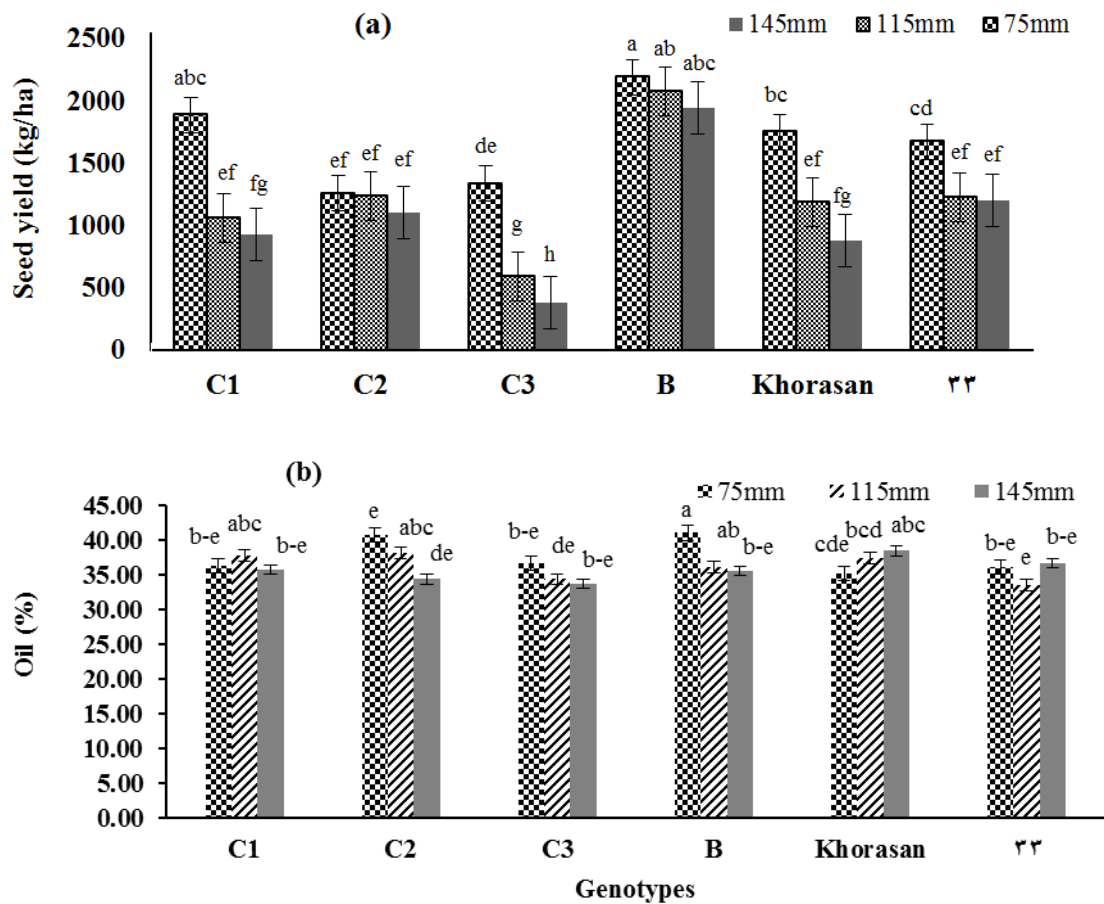 (a)
145mm 115mm 75mm
Seed yield (kg/ha)
2500
2000
1500
1000
500
0
abc ef fg
ef ef ef
de g h
a ab abc
bc ef fg
cd ef ef
C1 C2 C3 B Khorasan ٣٣
(b)
75mm 115mm 145mm
Oil (%)
45.00
40.00
35.00
30.00
25.00
20.00
15.00
10.00
5.00
0.00
b-e abc b-e
e abc de
b-e de b-e
a ab b-e
cde bcd abc
b-e e b-e
C1 C2 C3 B Khorasan ٣٣
Genotypes